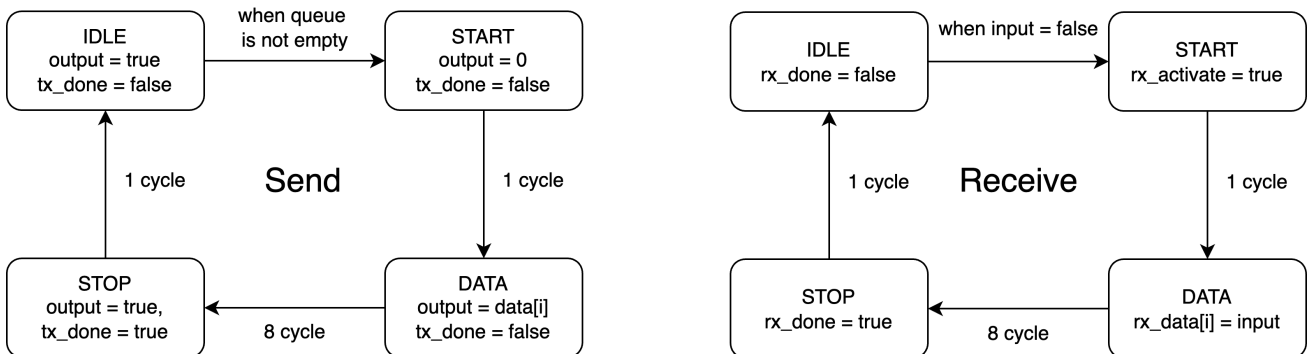 IDLE
output = true
tx_done = false
when queue
is not empty
START
output = 0
tx_done = false
1 cycle
Send
1 cycle
STOP
output = true,
tx_done = true
8 cycle
DATA
output = data[i]
tx_done = false
IDLE
rx_done = false
when input = false
START
rx_activate = true
1 cycle
Receive
1 cycle
STOP
rx_done = true
8 cycle
DATA
rx_data[i] = input